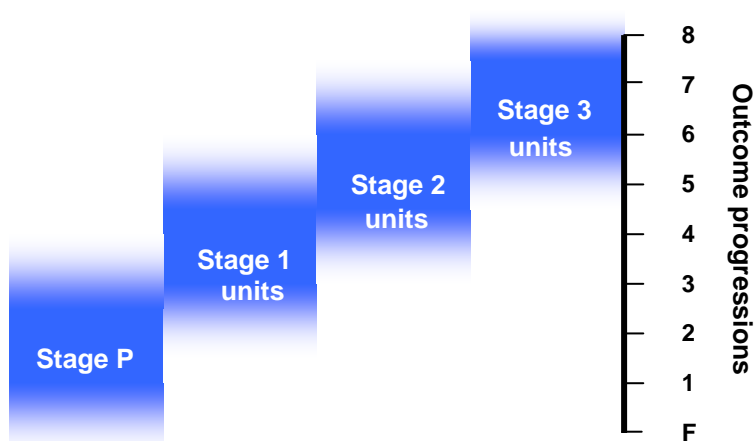 8
7
Stage 3
units
6
Stage 2
units
5
4
Stage 1
units
3
2
Stage P
1
F
Outcome progressions